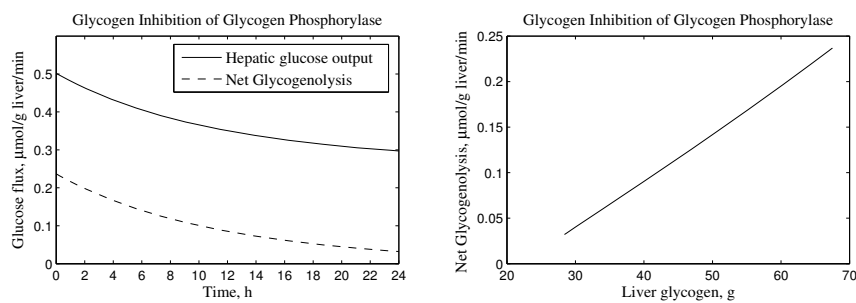 Glycogen Inhibition of Glycogen Phosphorylase
Hepatic glucose output
Net Glycogenolysis
Glucose flux, μmol/g liver/min
0.5
0.4
0.3
0.2
0.1
0
0 2 4 6 8 10 12 14 16 18 20 22 24
Time, h
Glycogen Inhibition of Glycogen Phosphorylase
Net Glycogenolysis, μmol/g liver/min
0.25
0.2
0.15
0.1
0.05
0
20 30 40 50 60 70
Liver glycogen, g